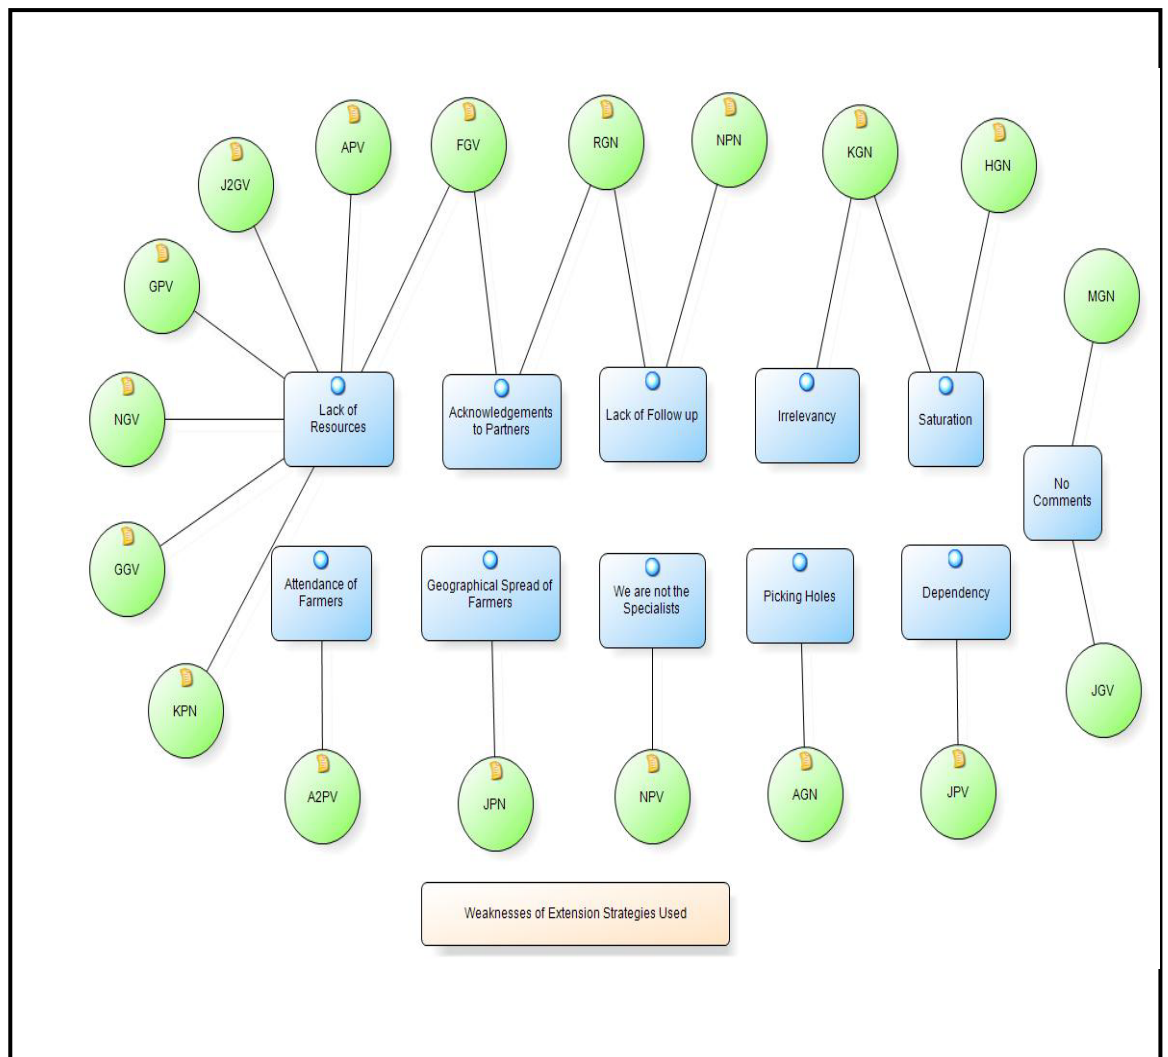 APV
FGV
RGN
NPN
KGN
HGN
J2GV
GPV
MGN
NGV
Lack of
Resources
Acknowledgements
to Partners
Lack of Follow up
Irrelevancy
Saturation
No
Comments
GGV
Attendance of
Farmers
Geographical Spread of
Farmers
We are not the
Specialists
Picking Holes
Dependency
KPN
JGV
A2PV
JPN
NPV
AGN
JPV
Weaknesses of Extension Strategies Used